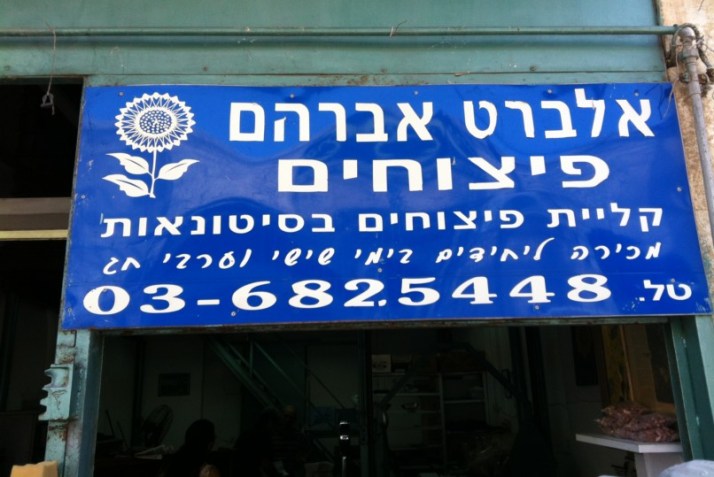 אלברט אברהם
פיצוחים
קליית פיצוחים בסיטונאות
מכירה ליחידים בימי שישי וערבי חג
טל. 03-6825448